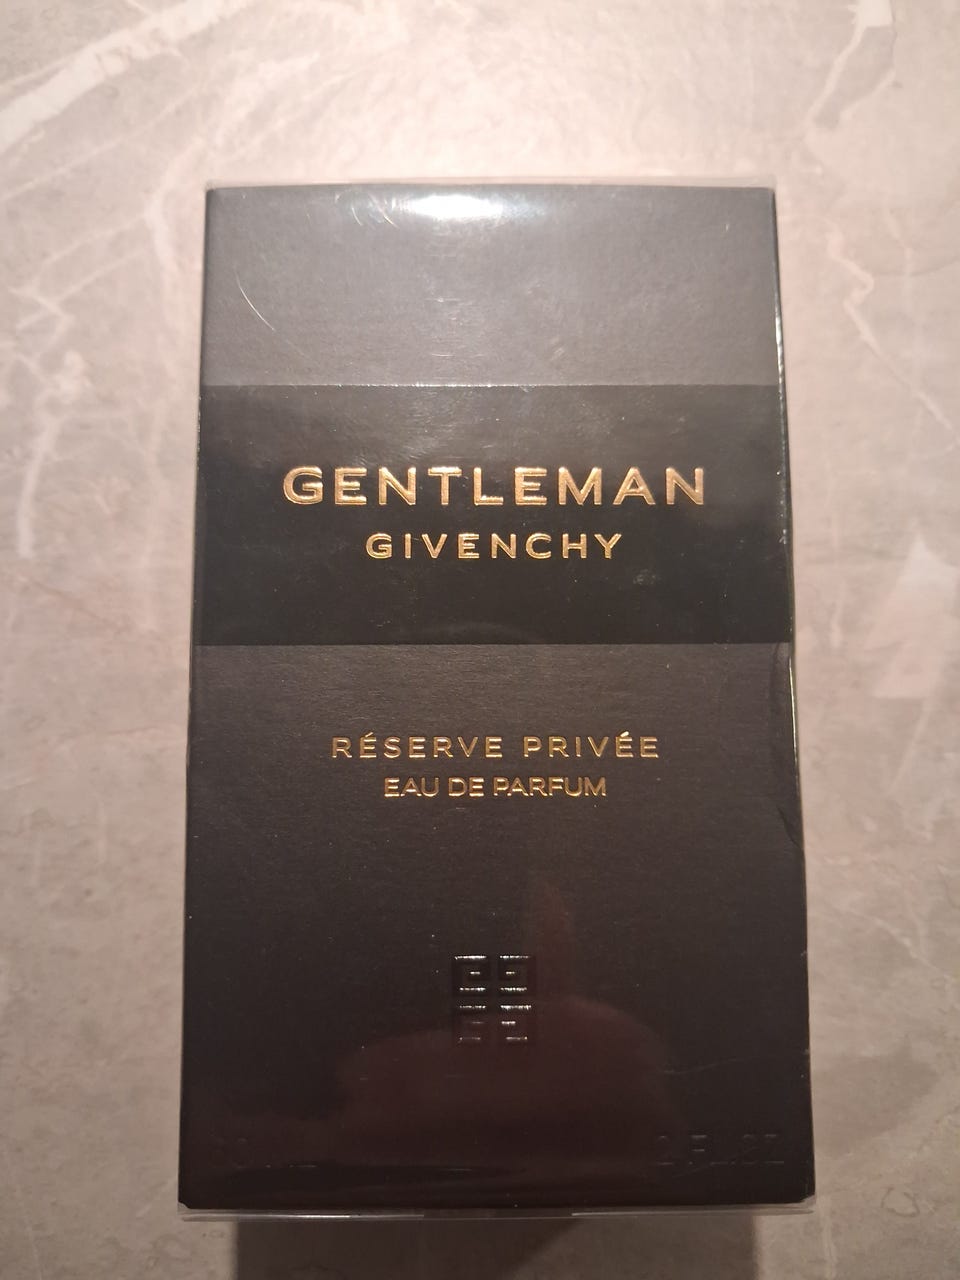 GENTLEMAN
GIVENCHY
RÉSERVE PRIVÉE
EAU DE PARFUM